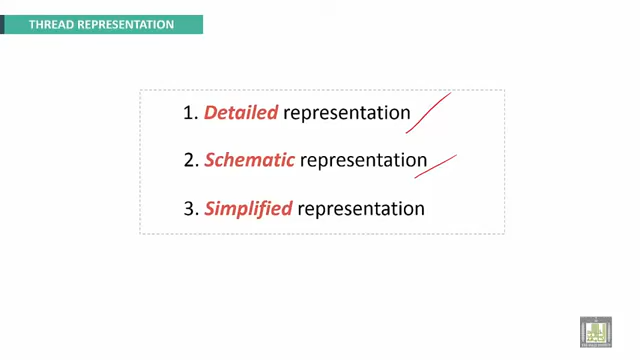 THREAD REPRESENTATION
1. Detailed representation
2. Schematic representation
3. Simplified representation